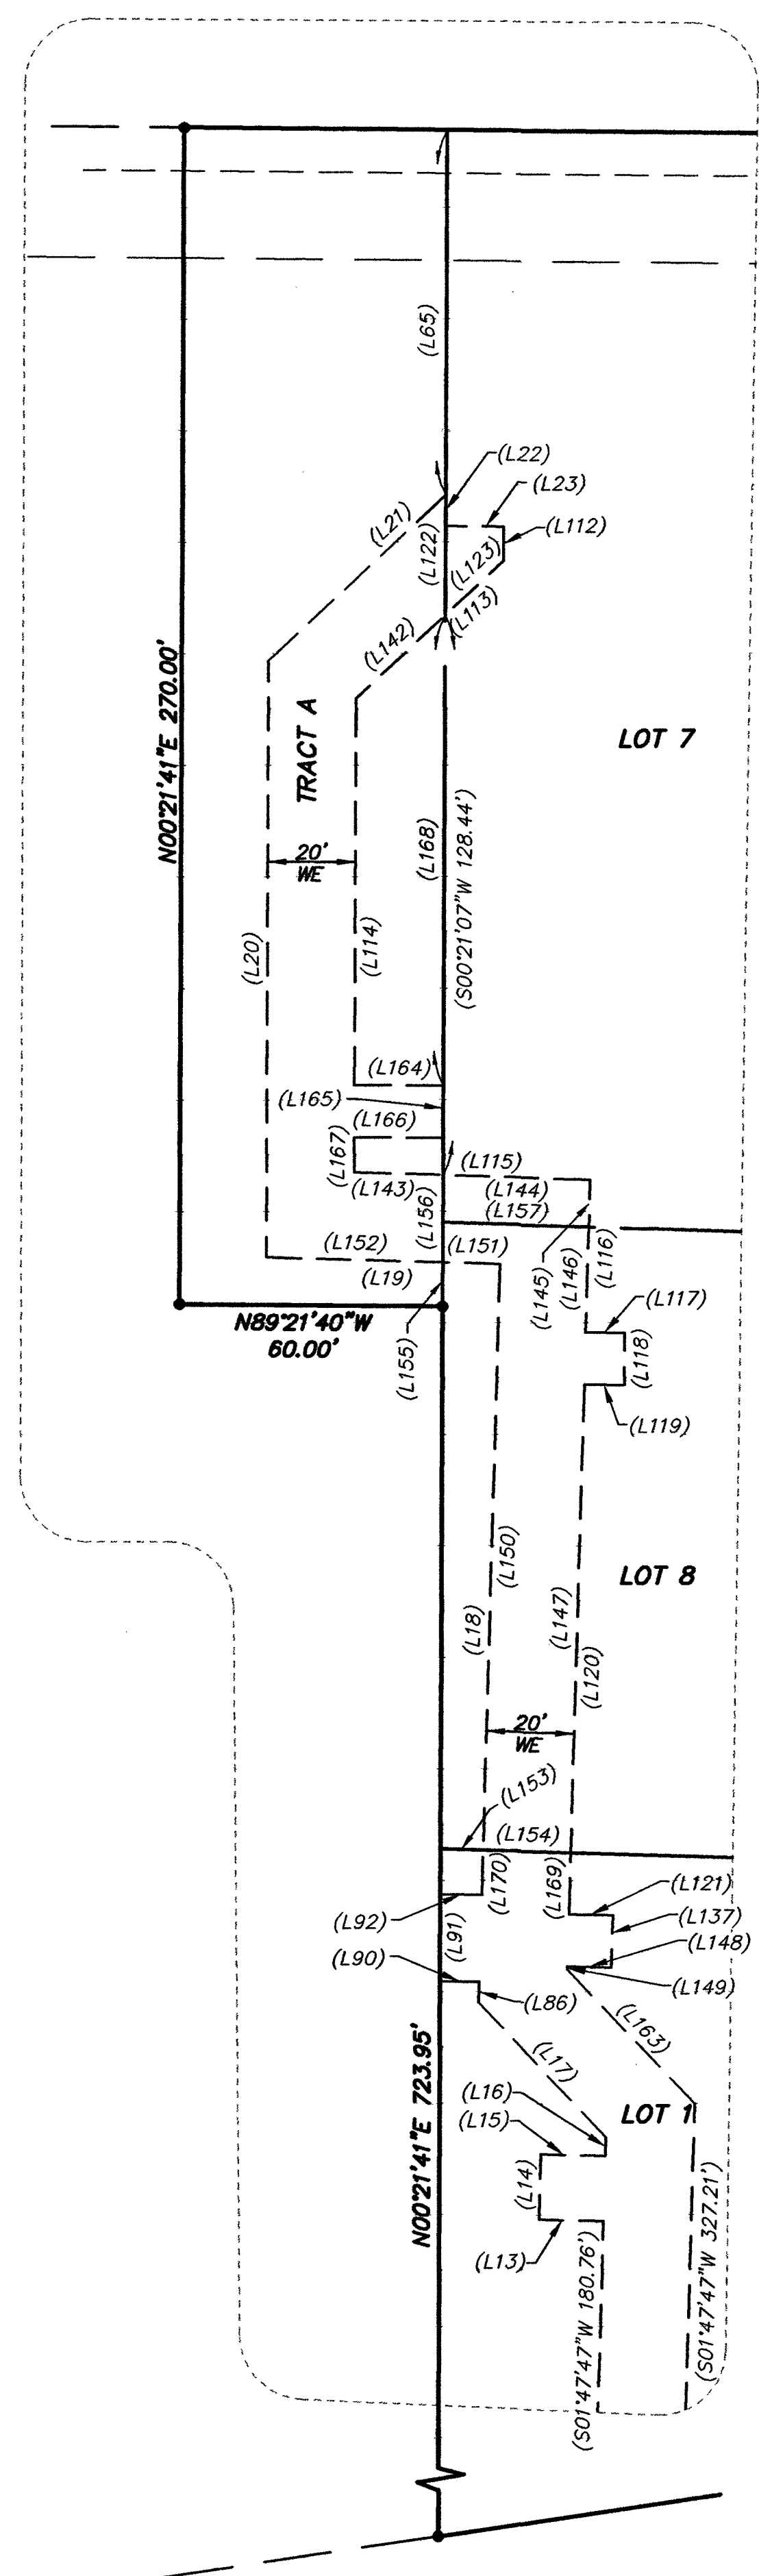 (L65)
(L22)
(L23)
(L21)
(L122)
(L123)
(L112)
(L113)
(L142)
N00°21'41"E 270.00'
TRACT A
LOT 7
(L168)
(S00°21'07"W 128.44')
20'
WE
(L20)
(L114)
(L164)
(L165)
(L166)
(L167)
(L115)
(L143)
(L144)
(L156)
(L157)
(L152)
(L151)
(L19)
(L145)
(L146)
(L116)
N89°21'40"W
60.00'
(L155)
(L117)
(L118)
(L119)
(L150)
LOT 8
(L18)
(L147)
(L120)
20'
WE
(L153)
(L154)
(L170)
(L169)
(L121)
(L92)
(L91)
(L137)
(L90)
(L148)
(L149)
(L86)
(L163)
(L17)
N00°21'41"E 723.95'
(L16)
(L15)
LOT 1
(L14)
(L13)
(S01°47'47"W 180.76')
(S01°47'47"W 327.21')